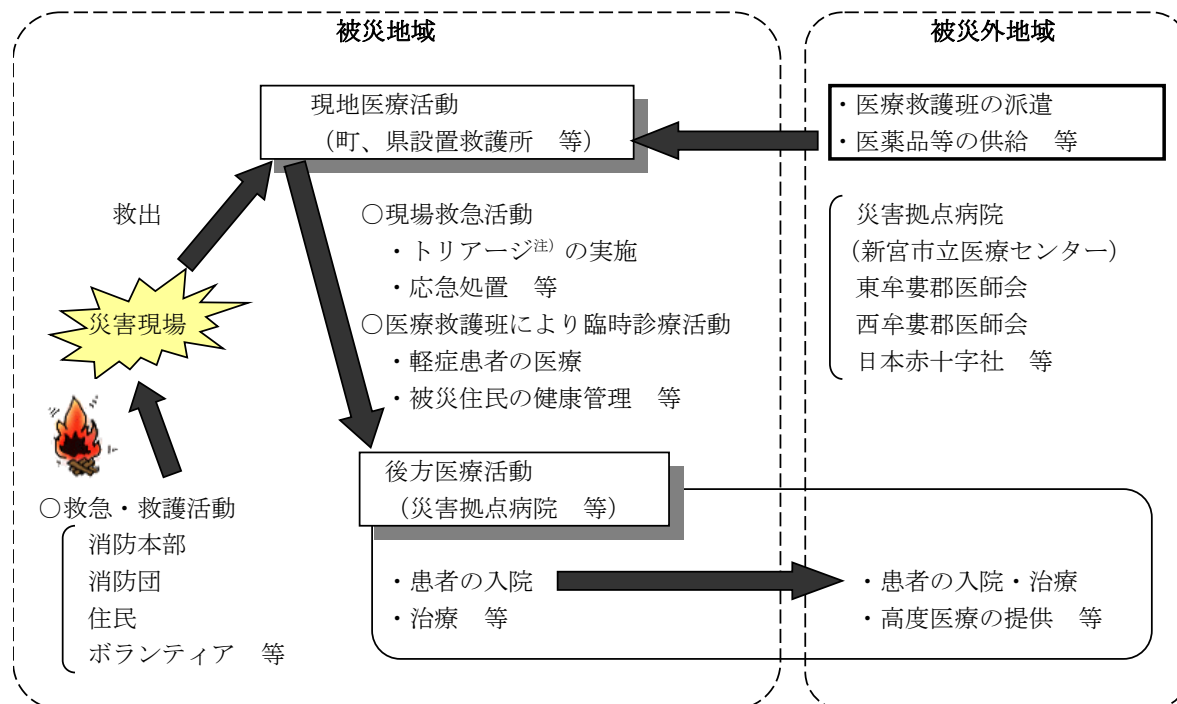 被災地域
被災外地域
現地医療活動
（町、県設置救護所　等）
・医療救護班の派遣
・医薬品等の供給　等
救出
○現場救急活動
・トリアージ注）の実施
・応急処置　等
○医療救護班により臨時診療活動
・軽症患者の医療
・被災住民の健康管理　等
災害拠点病院
(新宮市立医療センター）
東牟婁郡医師会
西牟婁郡医師会
日本赤十字社　等
災害現場
後方医療活動
（災害拠点病院　等）
○救急・救護活動
消防本部
消防団
住民
ボランティア　等
・患者の入院
・治療　等
・患者の入院・治療
・高度医療の提供　等